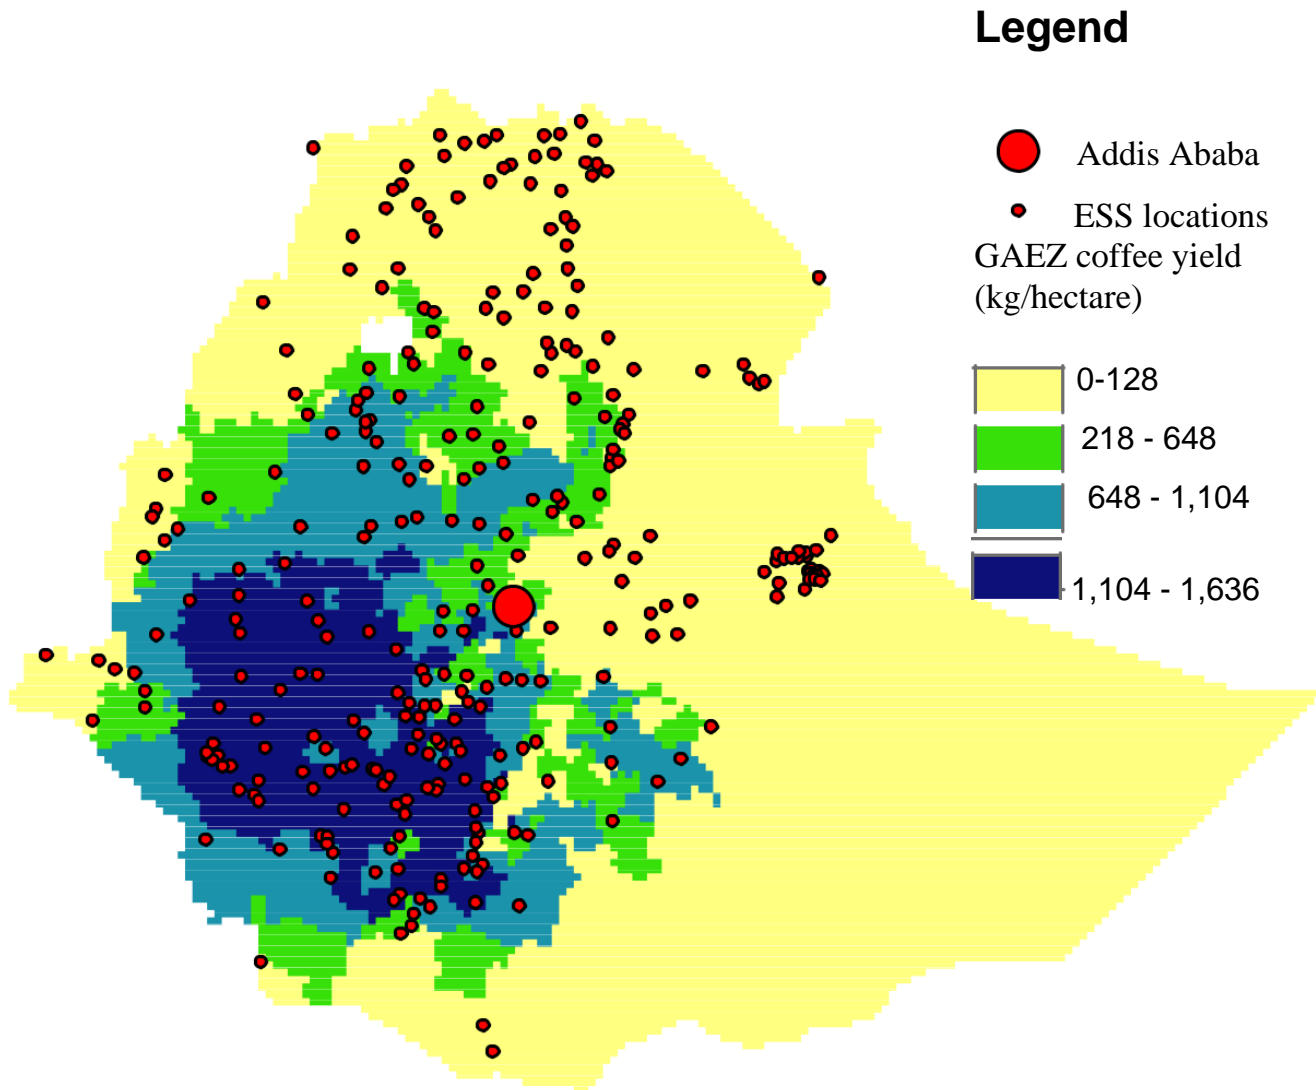 Legend
Addis Ababa
ESS locations
GAEZ coffee yield
(kg/hectare)
0-128
218 - 648
648 - 1,104
1,104 - 1,636